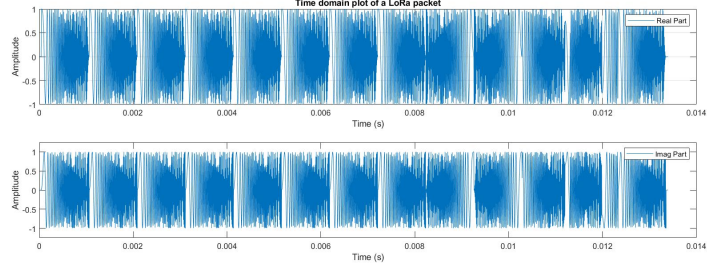 Time domain plot of a LoRa packet
1
0.5
0
-0.5
-1
Amplitude
Real Part
0 0.002 0.004 0.006 0.008 0.01 0.012 0.014
Time (s)
1
0.5
0
-0.5
-1
Amplitude
Imag Part
0 0.002 0.004 0.006 0.008 0.01 0.012 0.014
Time (s)